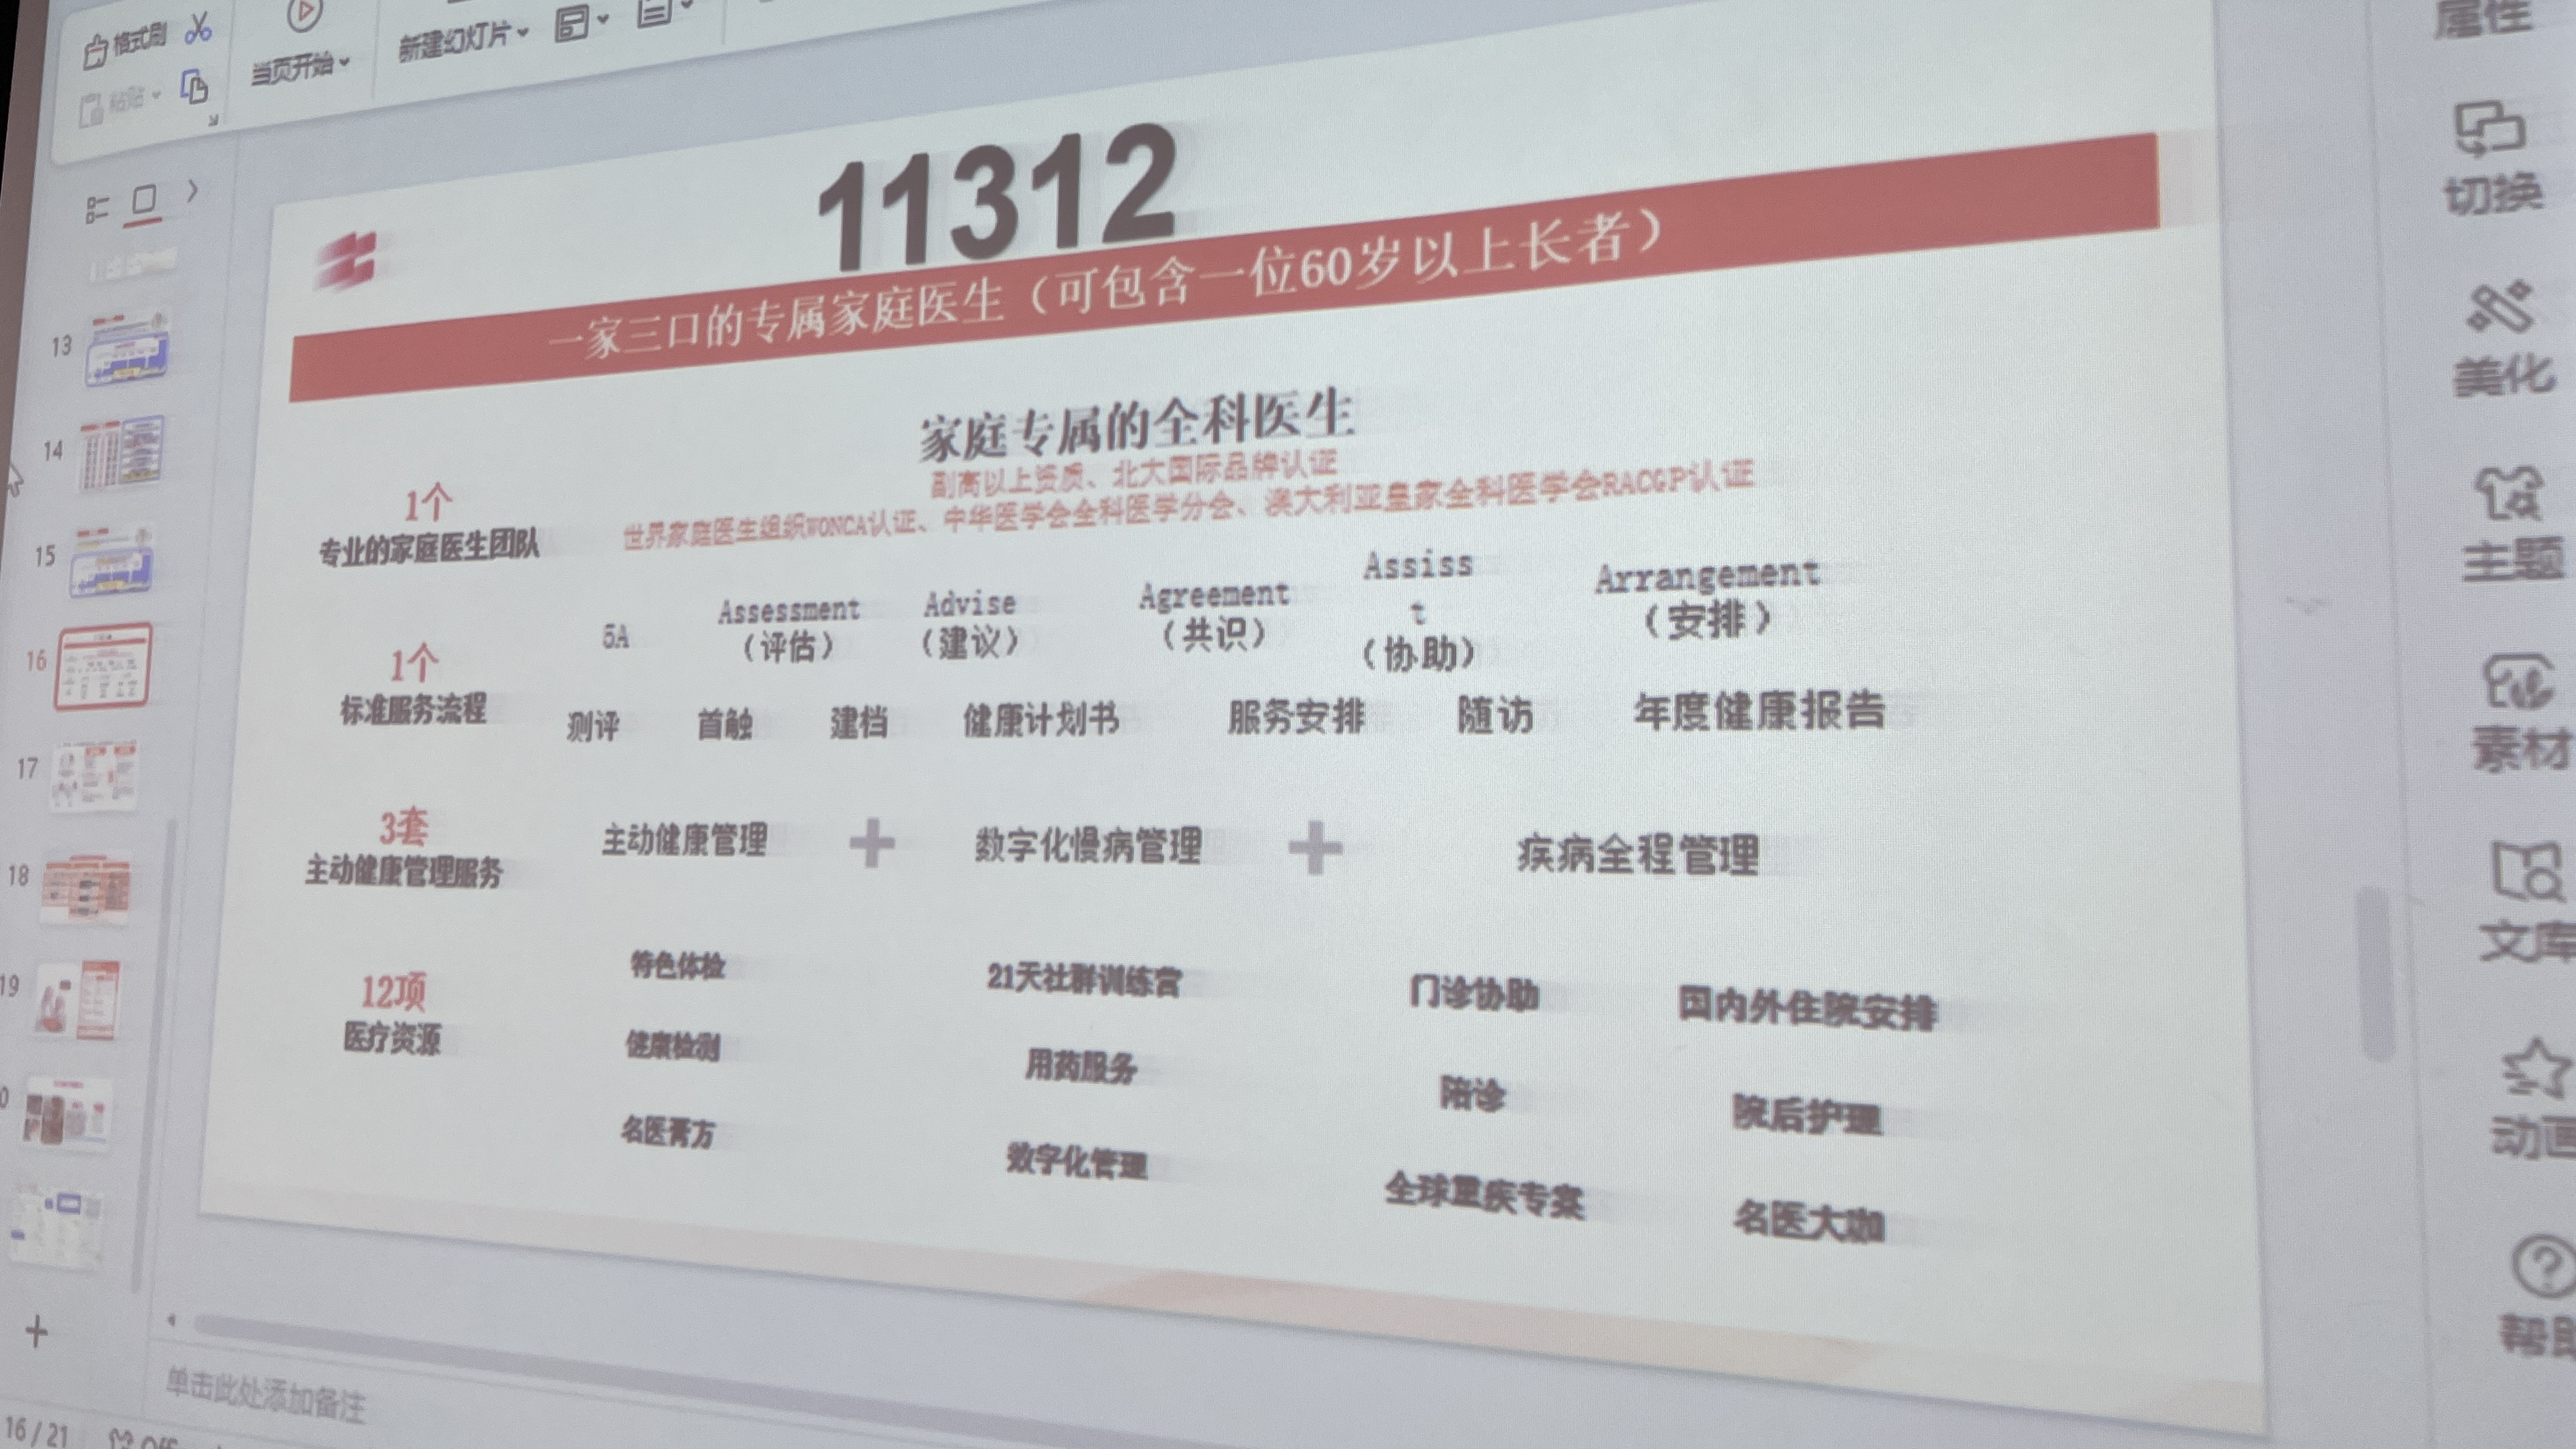 格式刷
粘贴
当页开始
新建幻灯片
属性
切换
美化
主题
素材
文库
动画
帮助
13
14
15
16
17
18
19
11312
一家三口的专属家庭医生（可包含一位60岁以上长者）
家庭专属的全科医生
副高以上资质、北大国际品牌认证
世界家庭医生组织WONCA认证、中华医学会全科医学分会、澳大利亚皇家全科医学会RACGP认证
1个
专业的家庭医生团队
5A
Assessment
（评估）
Advise
（建议）
Agreement
（共识）
Assiss
t
（协助）
Arrangement
（安排）
1个
标准服务流程
测评 首触 建档 健康计划书 服务安排 随访 年度健康报告
3套
主动健康管理服务
主动健康管理 + 数字化慢病管理 + 疾病全程管理
12项
医疗资源
特色体检 21天社群训练营 门诊协助 国内外住院安排
健康检测 用药服务 陪诊 院后护理
名医膏方 数字化管理 全球重疾专案 名医大咖
单击此处添加备注
16 / 21